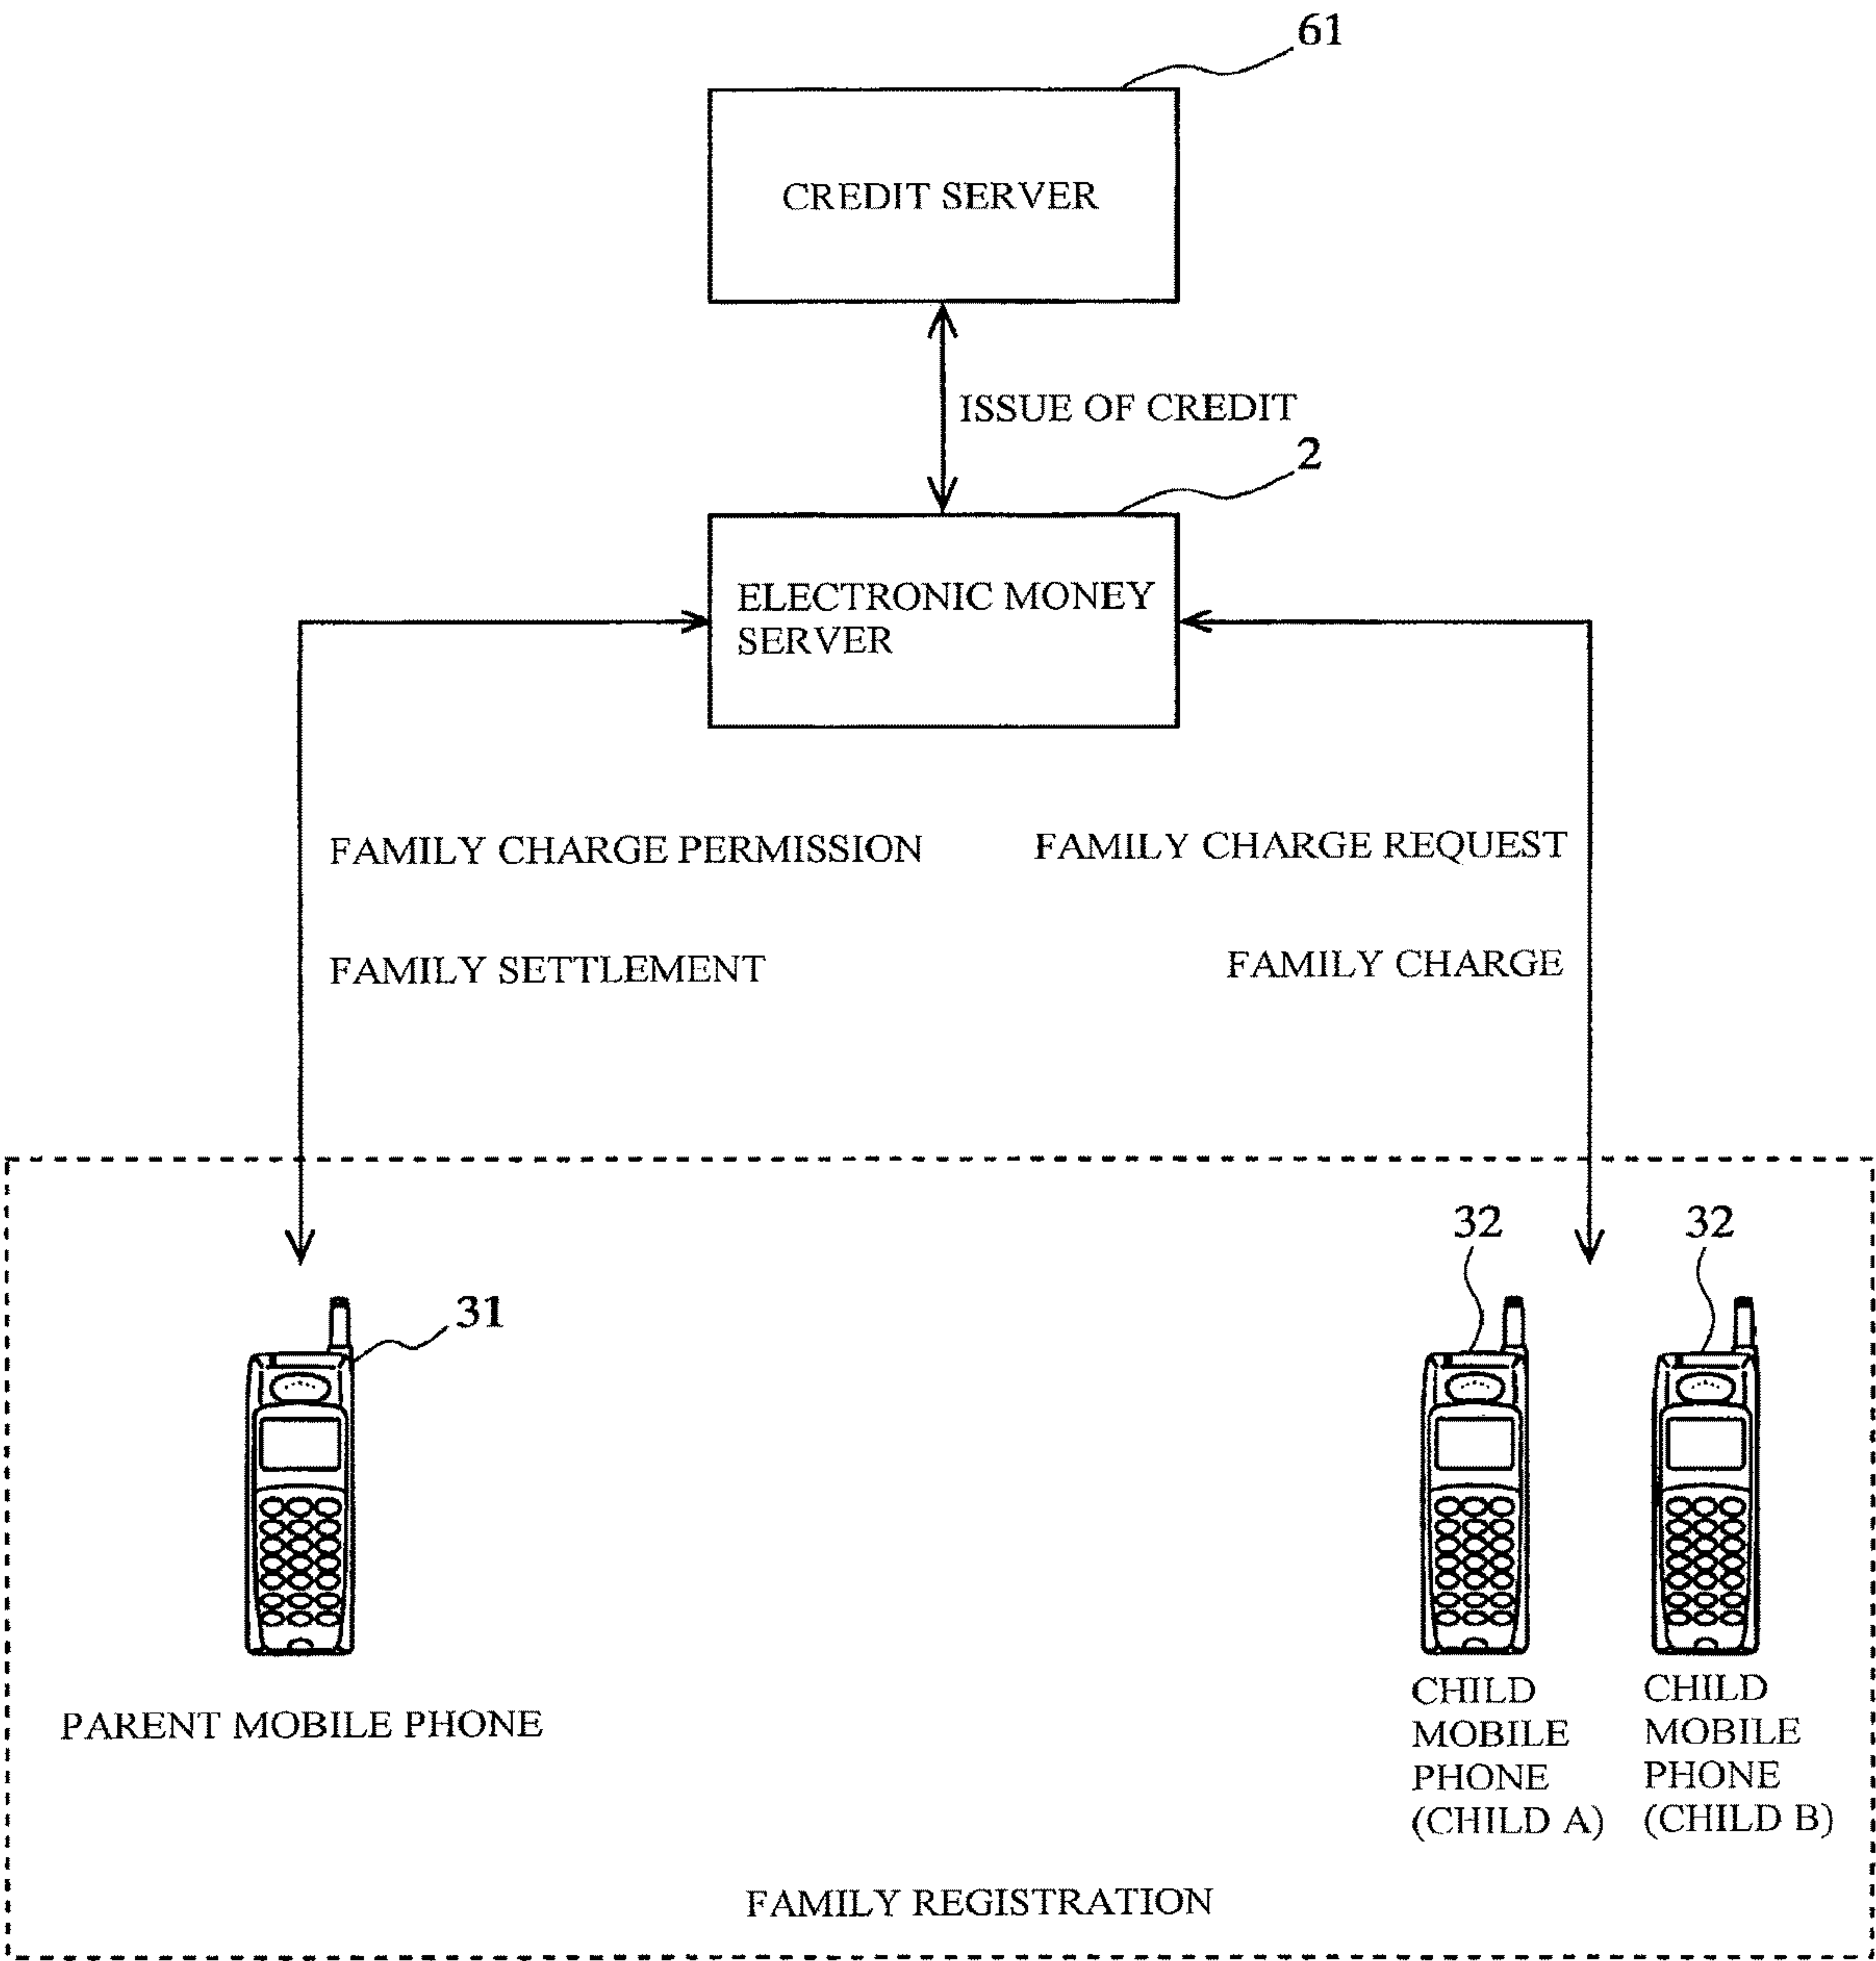 61
CREDIT SERVER
ISSUE OF CREDIT
2
ELECTRONIC MONEY
SERVER
FAMILY CHARGE PERMISSION
FAMILY CHARGE REQUEST
FAMILY SETTLEMENT
FAMILY CHARGE
32
32
31
PARENT MOBILE PHONE
CHILD
MOBILE
PHONE
(CHILD A)
CHILD
MOBILE
PHONE
(CHILD B)
FAMILY REGISTRATION